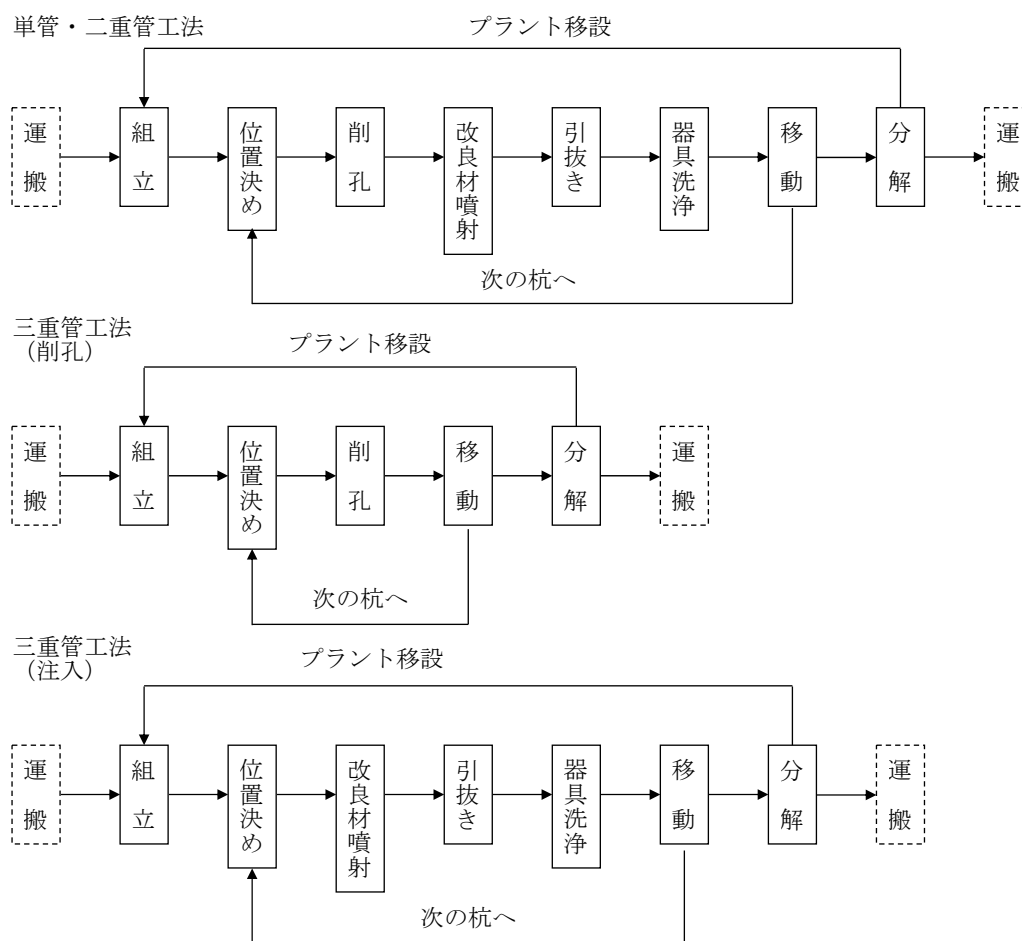 単管・二重管工法
プラント移設
運搬
組立
位置決め
削孔
改良材噴射
引抜き
器具洗浄
移動
分解
運搬
次の杭へ
三重管工法
（削孔）
プラント移設
運搬
組立
位置決め
削孔
移動
分解
運搬
次の杭へ
三重管工法
（注入）
プラント移設
運搬
組立
位置決め
改良材噴射
引抜き
器具洗浄
移動
分解
運搬
次の杭へ